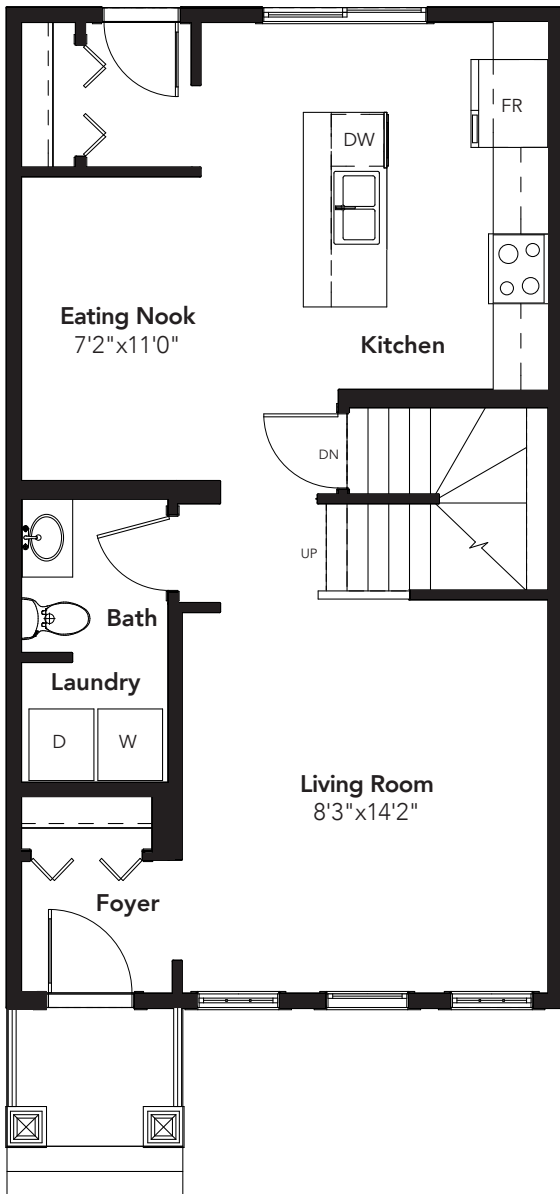 FR
DW
Eating Nook
7'2"x11'0"
Kitchen
DN
UP
Bath
Laundry
D
W
Living Room
8'3"x14'2"
Foyer